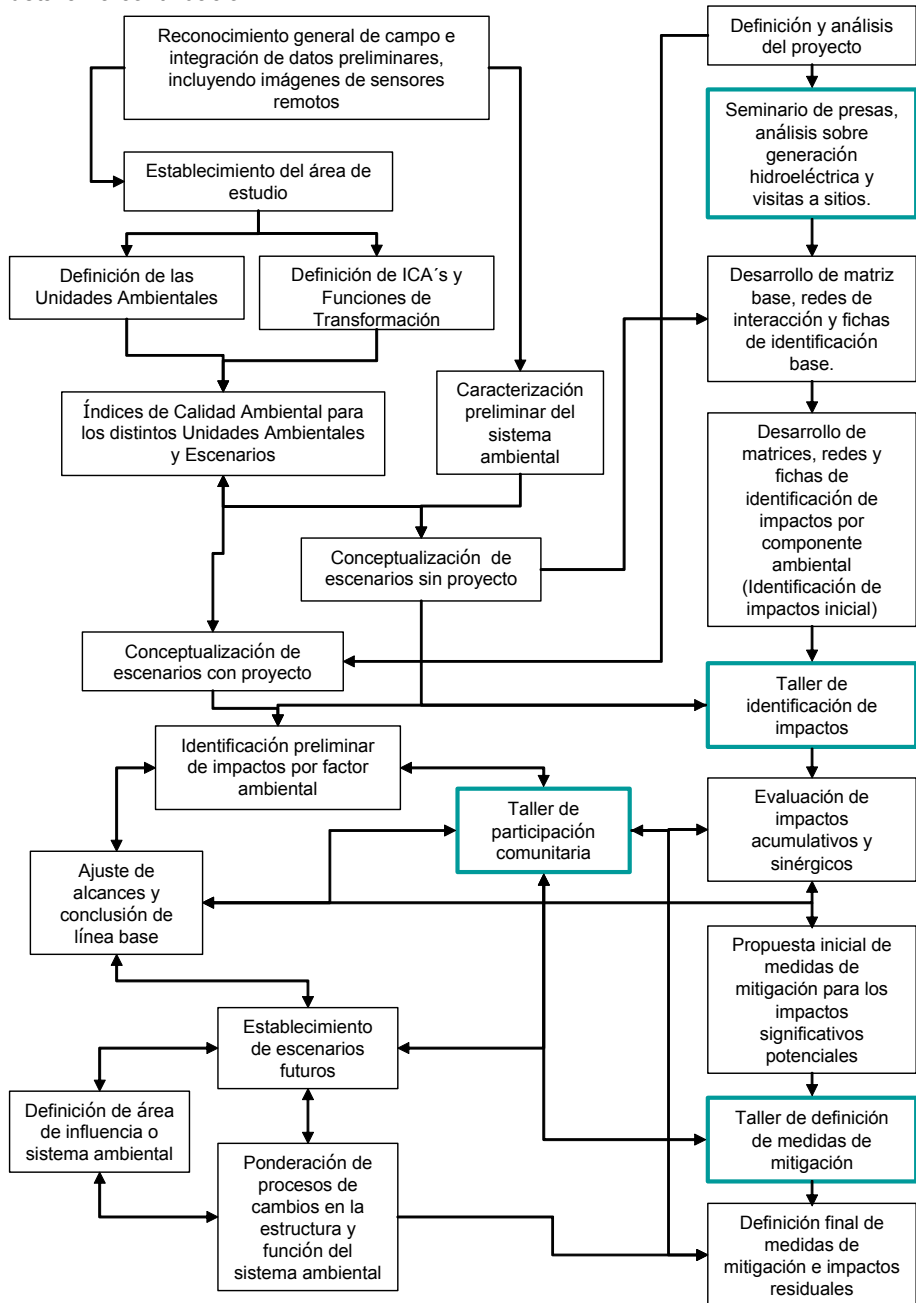 Reconocimiento general de campo e
integración de datos preliminares,
incluyendo imágenes de sensores
remotos
Definición y análisis
del proyecto
Seminario de presas,
análisis sobre
generación
hidroeléctrica y
visitas a sitios.
Establecimiento del área de
estudio
Definición de las
Unidades Ambientales
Definición de ICA´s y
Funciones de
Transformación
Desarrollo de matriz
base, redes de
interacción y fichas
de identificación
base.
Índices de Calidad Ambiental para
los distintos Unidades Ambientales
y Escenarios
Caracterización
preliminar del
sistema
ambiental
Desarrollo de
matrices, redes y
fichas de
identificación de
impactos por
componente
ambiental
(Identificación de
impactos inicial)
Conceptualización de
escenarios sin proyecto
Conceptualización de
escenarios con proyecto
Taller de
identificación de
impactos
Identificación preliminar
de impactos por factor
ambiental
Taller de
participación
comunitaria
Evaluación de
impactos
acumulativos y
sinérgicos
Ajuste de
alcances y
conclusión de
línea base
Propuesta inicial de
medidas de
mitigación para los
impactos
significativos
potenciales
Establecimiento
de escenarios
futuros
Definición de área
de influencia o
sistema ambiental
Taller de definición
de medidas de
mitigación
Ponderación de
procesos de
cambios en la
estructura y
función del
sistema ambiental
Definición final de
medidas de
mitigación e impactos
residuales